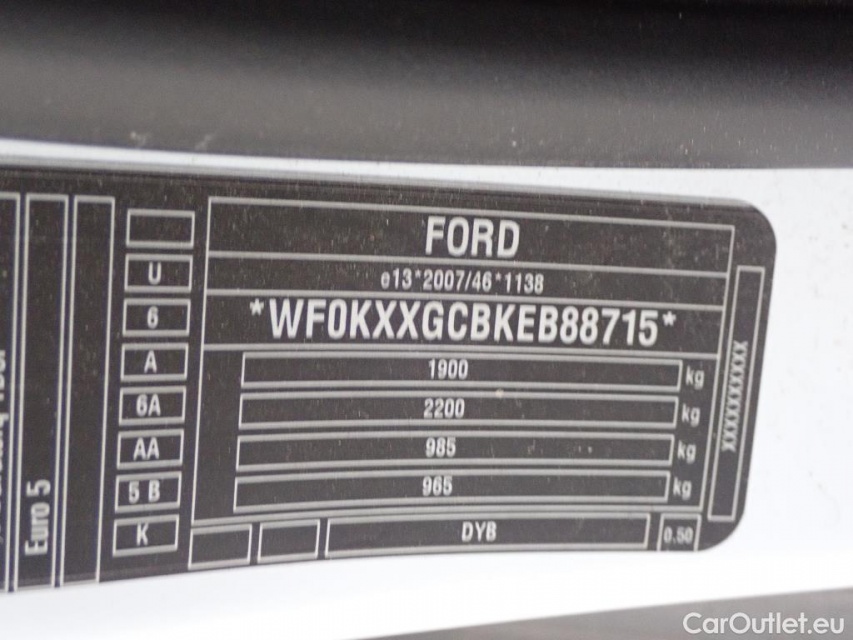 FORD
e13*2007/46*1138
*WF0KXXGCBKEB88715*
1900 kg
2200 kg
985 kg
965 kg
DYB 0.50
U
6
A
6A
AA
5 B
K
Euro 5
XXXXXXXXXX
CarOutlet.eu